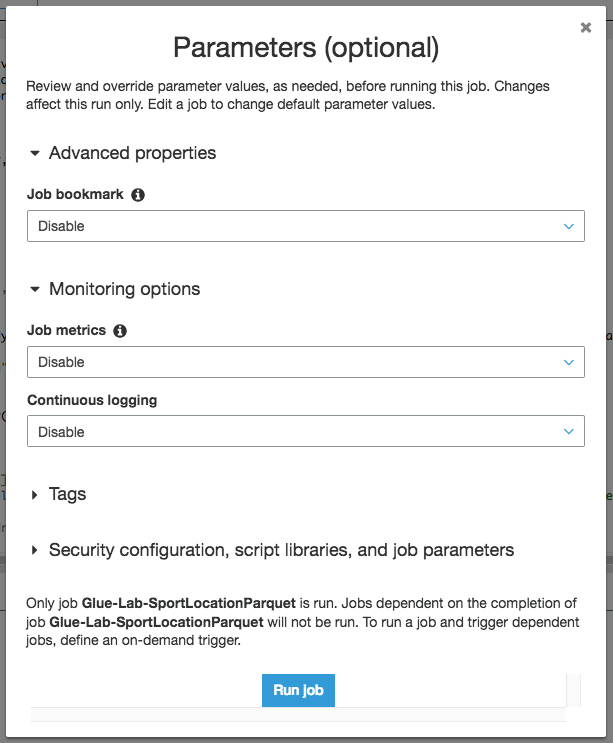 Parameters (optional)
Review and override parameter values, as needed, before running this job. Changes
affect this run only. Edit a job to change default parameter values.
Advanced properties
Job bookmark
Disable
Monitoring options
Job metrics
Disable
Continuous logging
Disable
Tags
Security configuration, script libraries, and job parameters
Only job Glue-Lab-SportLocationParquet is run. Jobs dependent on the completion of
job Glue-Lab-SportLocationParquet will not be run. To run a job and trigger dependent
jobs, define an on-demand trigger.
Run job